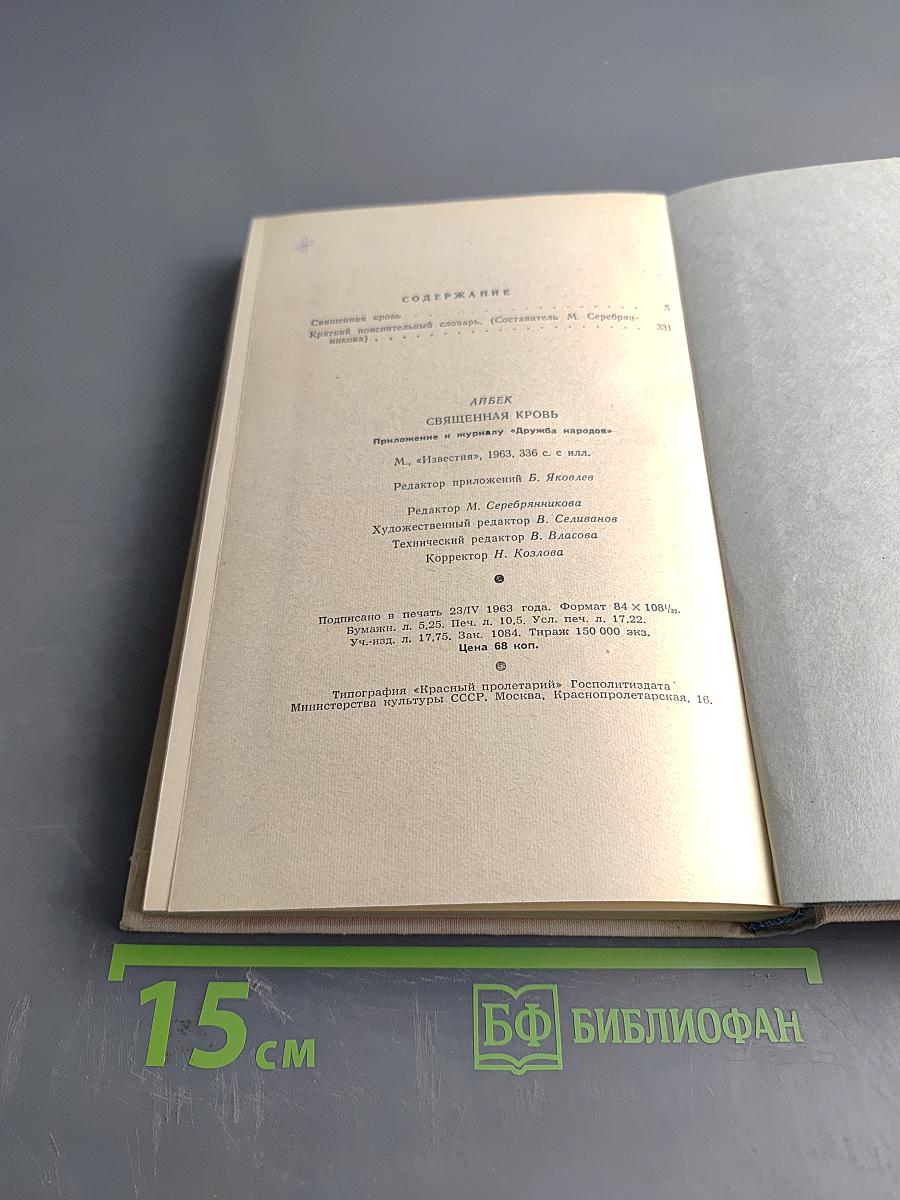 СОДЕРЖАНИЕ
Священная кровь . . . . . . . . . . . . . . 5
Краткий пояснительный словарь. (Составитель М. Серебрян-
никова) . . . . . . . . . . . . . . . . 331
АЙБЕК
СВЯЩЕННАЯ КРОВЬ
Приложение к журналу «Дружба народов»
М., «Известия», 1963, 336 с. с илл.
Редактор приложений Б. Яковлев
Редактор М. Серебрянникова
Художественный редактор В. Селиванов
Технический редактор В. Власова
Корректор Н. Козлова
Подписано в печать 23/IV 1963 года. Формат 84 × 108¹/₃₂.
Бумажн. л. 5,25. Печ. л. 10,5. Усл. печ. л. 17,22.
Уч.-изд. л. 17,75. Зак. 1084. Тираж 150 000 экз.
Цена 68 коп.
Типография «Красный пролетарий» Госполитиздата
Министерства культуры СССР. Москва, Краснопролетарская, 16.
15 см
БФ БИБЛИОФАН